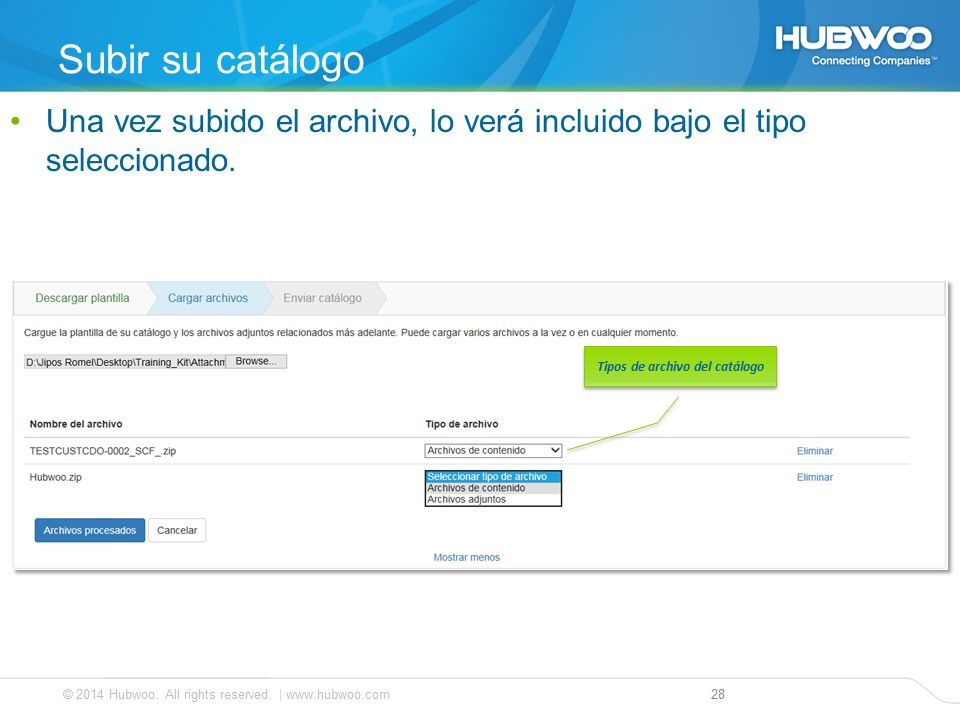 Subir su catálogo
HUBWOO
Connecting Companies™
• Una vez subido el archivo, lo verá incluido bajo el tipo
seleccionado.
Descargar plantilla
Cargar archivos
Enviar catálogo
Cargue la plantilla de su catálogo y los archivos adjuntos relacionados más adelante. Puede cargar varios archivos a la vez o en cualquier momento.
D:\Jipos Romel\Desktop\Training_Kit\Attachm
Browse...
Tipos de archivo del catálogo
Nombre del archivo
Tipo de archivo
TESTCUSTCDO-0002_SCF_.zip
Archivos de contenido
Eliminar
Hubwoo.zip
Seleccionar tipo de archivo
Archivos de contenido
Archivos adjuntos
Eliminar
Archivos procesados
Cancelar
Mostrar menos
© 2014 Hubwoo. All rights reserved. | www.hubwoo.com
28